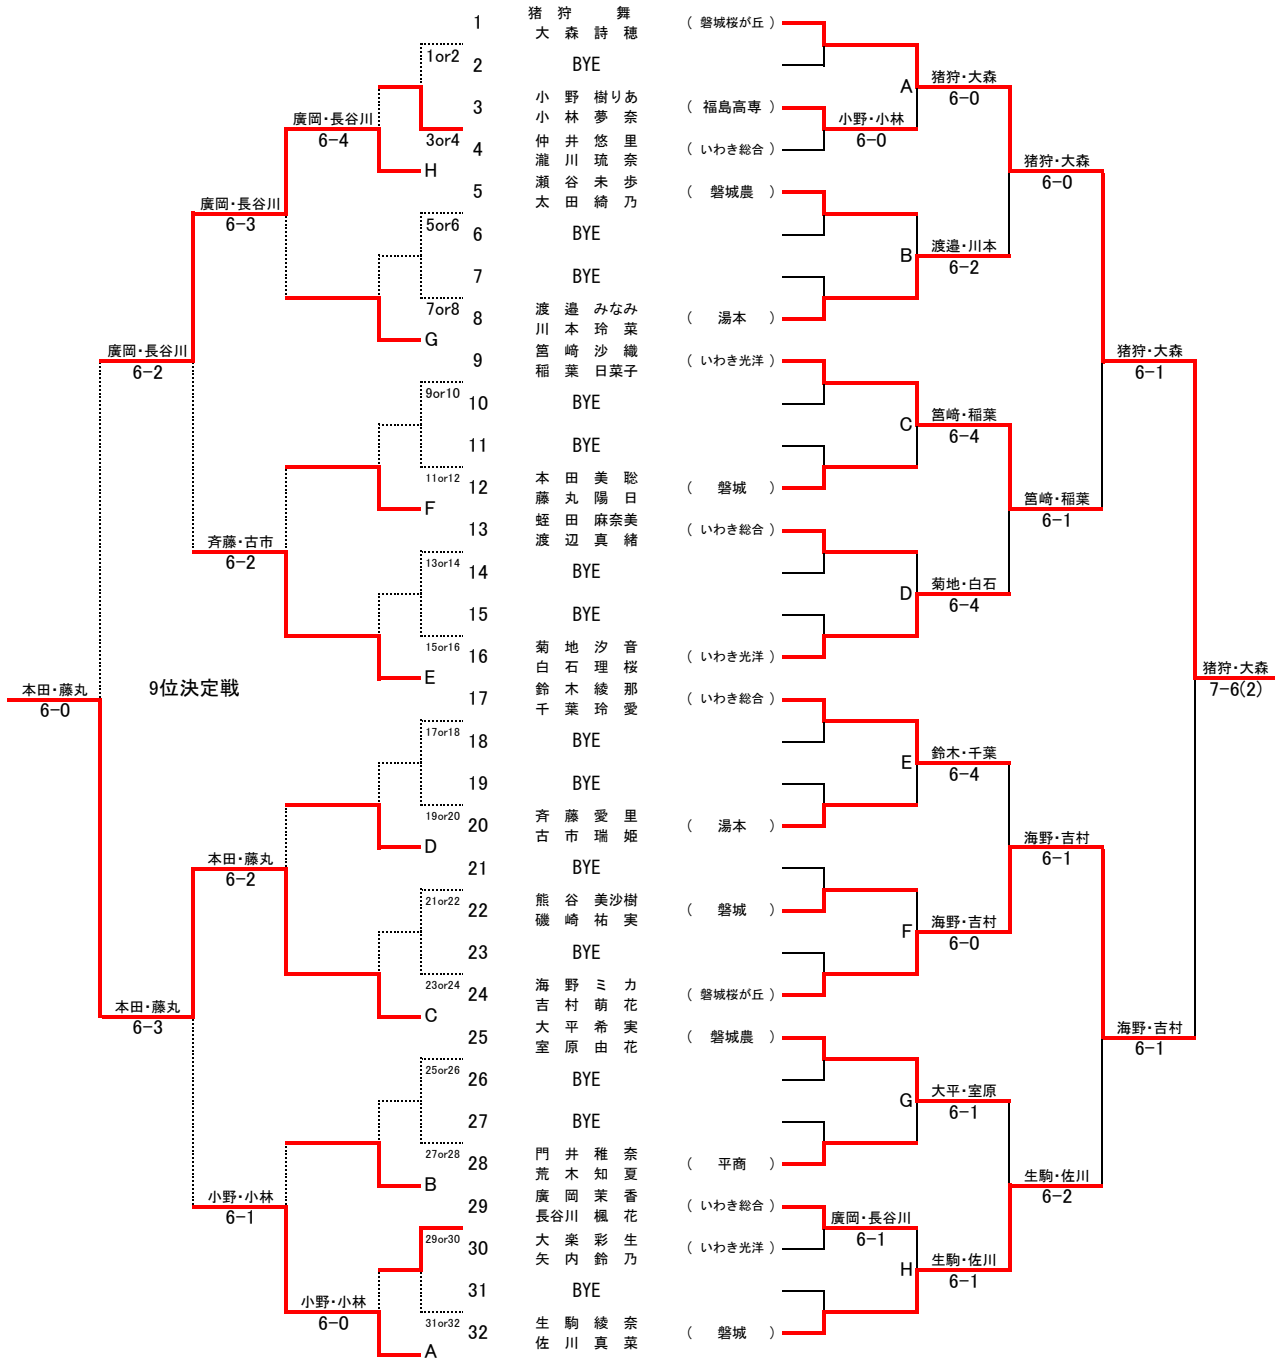 1 猪狩 舞 ( 磐城桜が丘 )
大森詩穂
2 BYE
3 小野樹りあ ( 福島高専 )
小林夢奈
4 仲井悠里 ( いわき総合 )
瀧川琉奈
5 瀬谷未歩 ( 磐城農 )
太田綺乃
6 BYE
7 BYE
8 渡邉みなみ ( 湯本 )
川本玲菜
9 筥﨑沙織 ( いわき光洋 )
稲葉日菜子
10 BYE
11 BYE
12 本田美聡 ( 磐城 )
藤丸陽日
13 蛭田麻奈美 ( いわき総合 )
渡辺真緒
14 BYE
15 BYE
16 菊地汐音 ( いわき光洋 )
白石理桜
17 鈴木綾那 ( いわき総合 )
千葉玲愛
18 BYE
19 BYE
20 斉藤愛里 ( 湯本 )
古市瑞姫
21 BYE
22 熊谷美沙樹 ( 磐城 )
磯崎祐実
23 BYE
24 海野ミカ ( 磐城桜が丘 )
吉村萌花
25 大平希実 ( 磐城農 )
室原由花
26 BYE
27 BYE
28 門井稚奈 ( 平商 )
荒木知夏
29 廣岡茉香 ( いわき総合 )
長谷川楓花
30 大楽彩生 ( いわき光洋 )
矢内鈴乃
31 BYE
32 生駒綾奈 ( 磐城 )
佐川真菜
小野・小林
6-0
廣岡・長谷川
6-1
A
猪狩・大森
6-0
B
渡邉・川本
6-2
C
筥﨑・稲葉
6-4
D
菊地・白石
6-4
E
鈴木・千葉
6-4
F
海野・吉村
6-0
G
大平・室原
6-1
H
生駒・佐川
6-1
猪狩・大森
6-0
筥﨑・稲葉
6-1
海野・吉村
6-1
生駒・佐川
6-2
猪狩・大森
6-1
海野・吉村
6-1
猪狩・大森
7-6(2)
9位決定戦
1or2
3or4
H
5or6
7or8
G
9or10
11or12
F
13or14
15or16
E
17or18
19or20
D
21or22
23or24
C
25or26
27or28
B
29or30
31or32
A
廣岡・長谷川
6-4
小野・小林
6-0
廣岡・長谷川
6-3
斉藤・古市
6-2
本田・藤丸
6-2
小野・小林
6-1
廣岡・長谷川
6-2
本田・藤丸
6-3
本田・藤丸
6-0